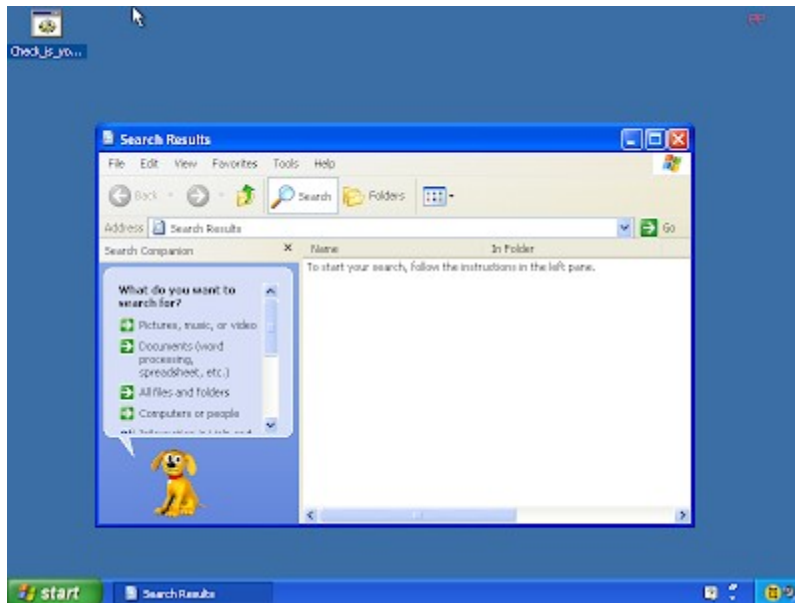 Check_is_yo...
Search Results
File Edit View Favorites Tools Help
Back
Search
Folders
Address
Search Results
Go
Search Companion
Name
In Folder
To start your search, follow the instructions in the left pane.
What do you want to
search for?
Pictures, music, or video
Documents (word
processing,
spreadsheet, etc.)
All files and folders
Computers or people
start
Search Results